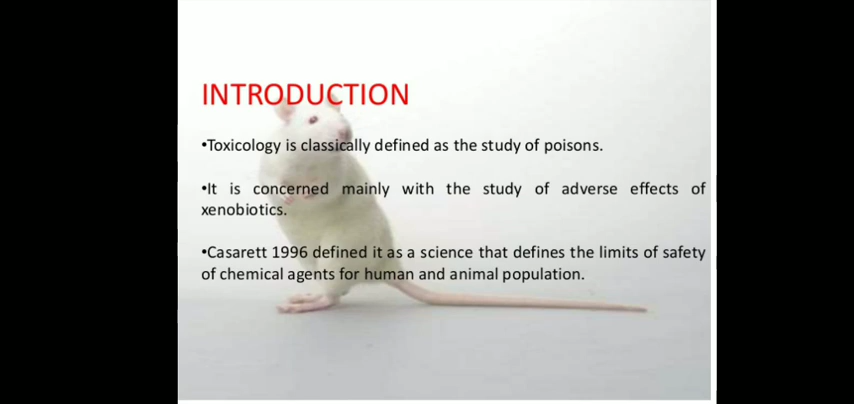 INTRODUCTION
•Toxicology is classically defined as the study of poisons.
•It is concerned mainly with the study of adverse effects of
xenobiotics.
•Casarett 1996 defined it as a science that defines the limits of safety
of chemical agents for human and animal population.